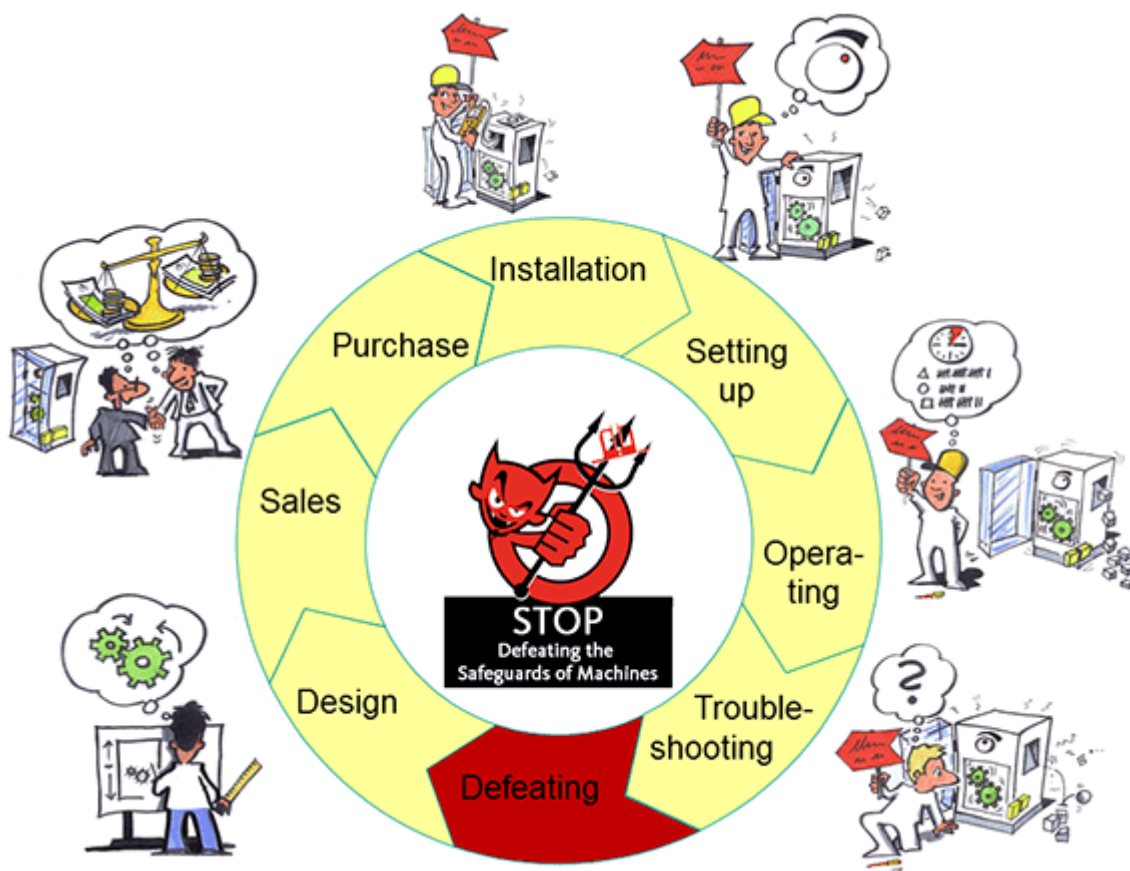 Installation
Setting
up
Opera-
ting
Trouble-
shooting
Defeating
Design
Sales
Purchase
STOP
Defeating the
Safeguards of Machines